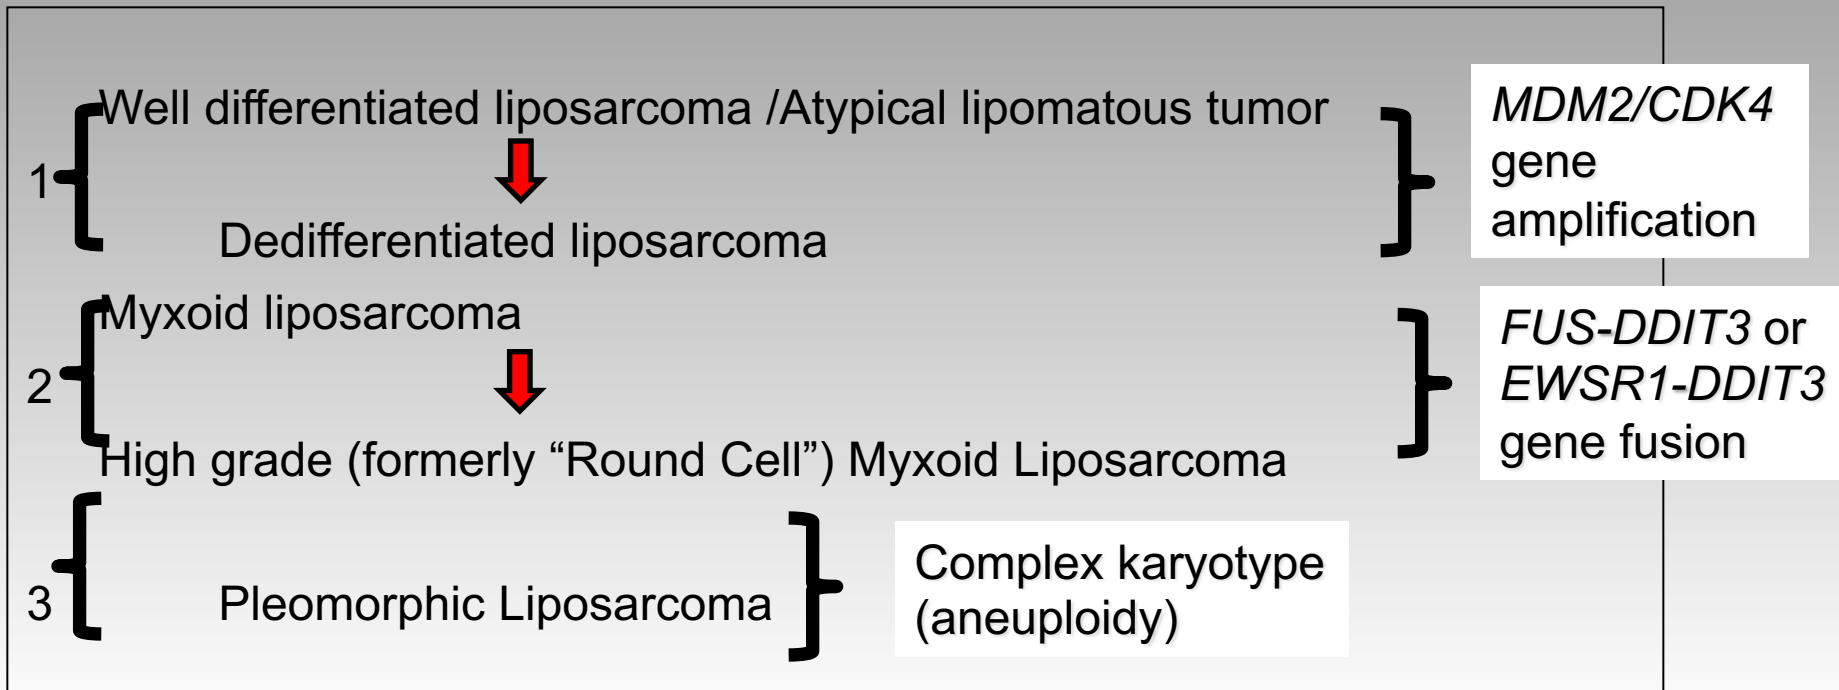 Well differentiated liposarcoma /Atypical lipomatous tumor
MDM2/CDK4
gene
amplification
1
Dedifferentiated liposarcoma
Myxoid liposarcoma
FUS-DDIT3 or
EWSR1-DDIT3
gene fusion
2
High grade (formerly “Round Cell”) Myxoid Liposarcoma
3
Pleomorphic Liposarcoma
Complex karyotype
(aneuploidy)